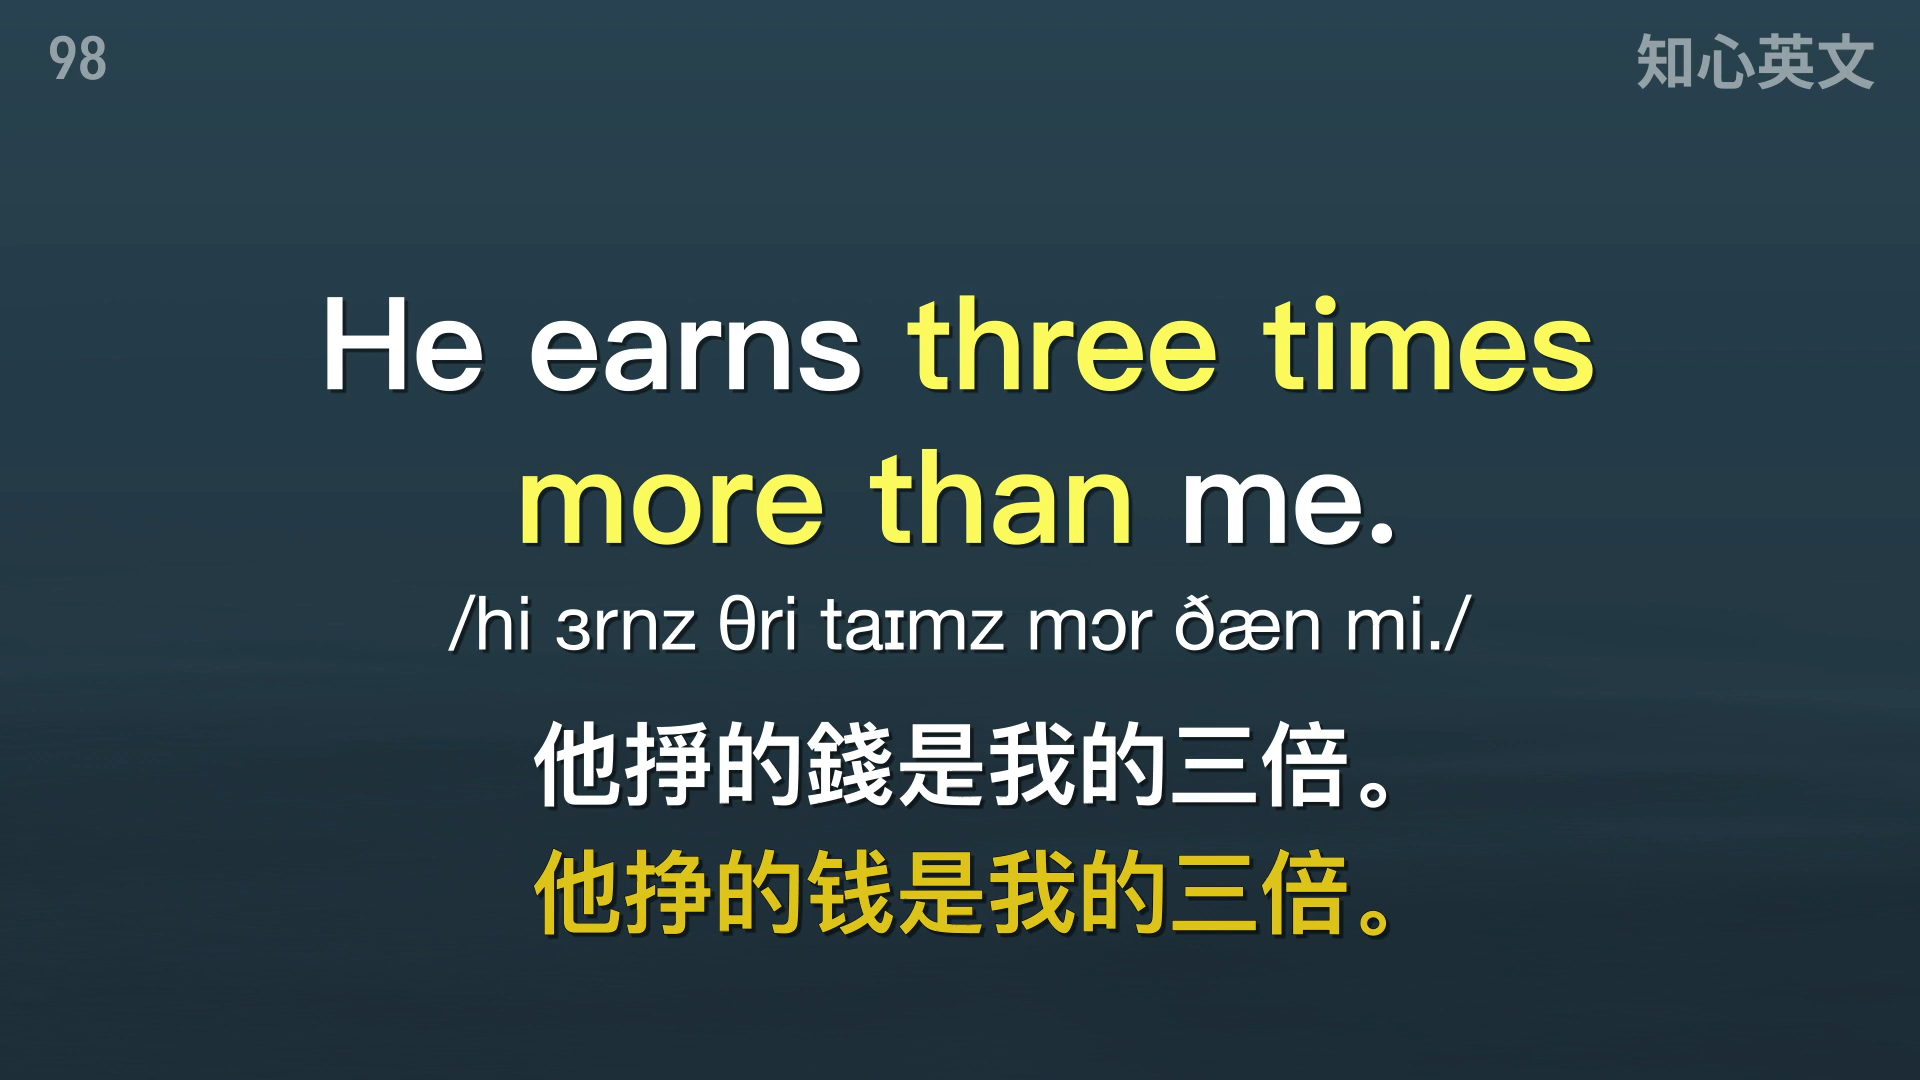 98
知心英文
He earns three times
more than me.
/hi ɜrnz θri taɪmz mɔr ðæn mi./
他掙的錢是我的三倍。
他挣的钱是我的三倍。